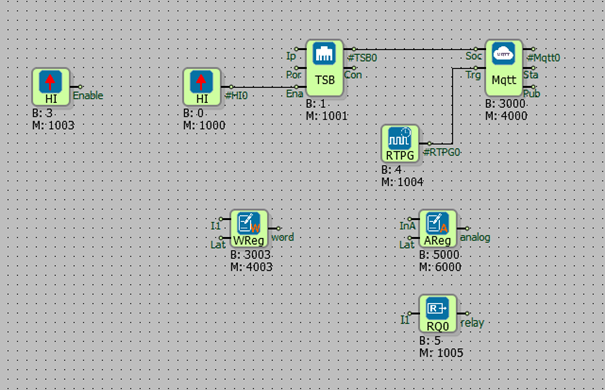 Ip
#TSB0
Soc
#Mqtt0
Por
Con
Trg
Sta
TSB
Mqtt
HI
Enable
HI
#HI0
Ena
Pub
B: 3
M: 1003
B: 0
M: 1000
B: 1
M: 1001
B: 3000
M: 4000
RTPG
#RTPG0
B: 4
M: 1004
I1
Lat
WReg
word
B: 3003
M: 4003
InA
Lat
AReg
analog
B: 5000
M: 6000
I1
R
RQ0
relay
B: 5
M: 1005